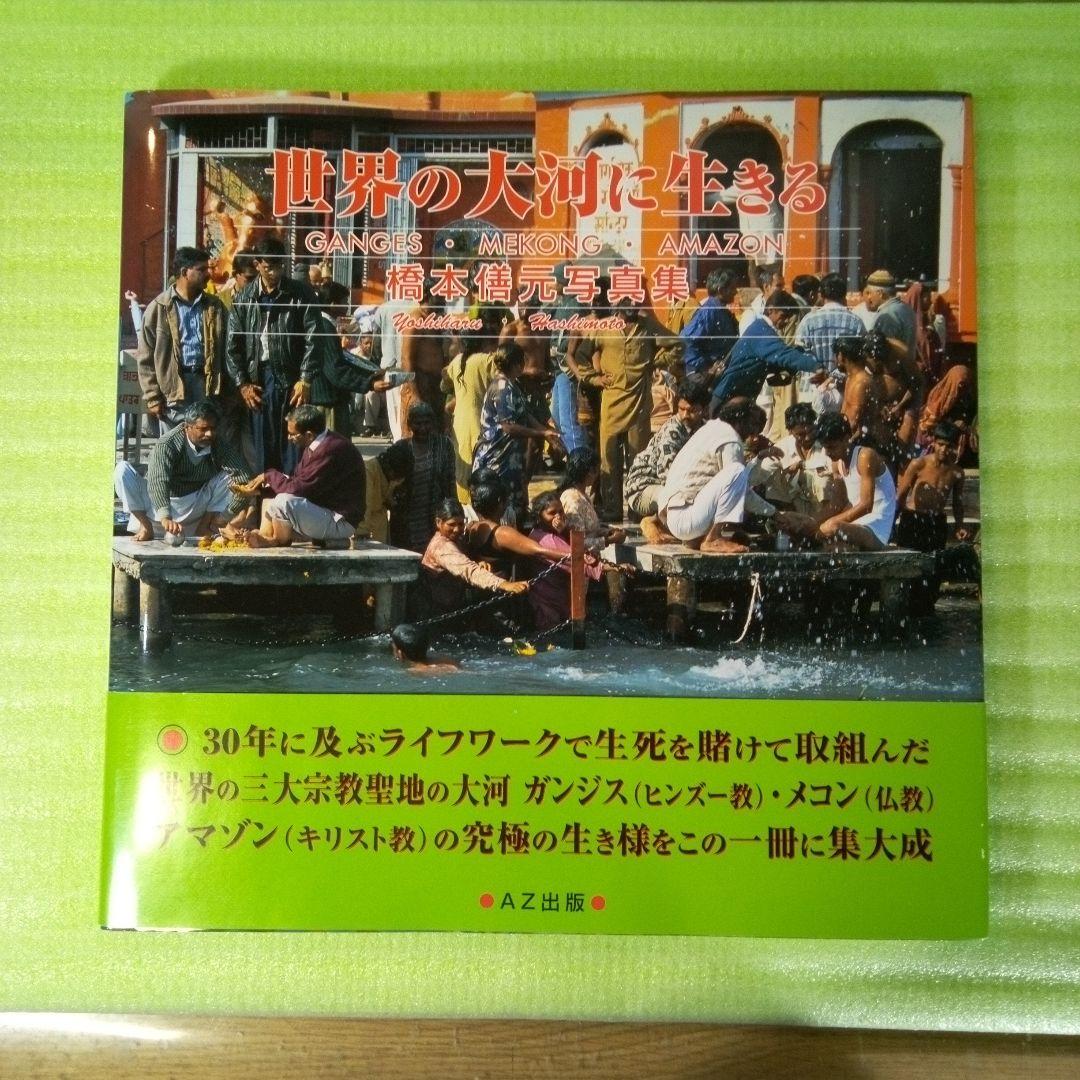 世界の大河に生きる
GANGES・MEKONG・AMAZON
橋本僐元写真集
Yoshiharu・Hashimoto
30年に及ぶライフワークで生死を賭けて取組んだ
世界の三大宗教聖地の大河 ガンジス(ヒンズー教)・メコン(仏教)
アマゾン(キリスト教)の究極の生き様をこの一冊に集大成
●AZ出版●